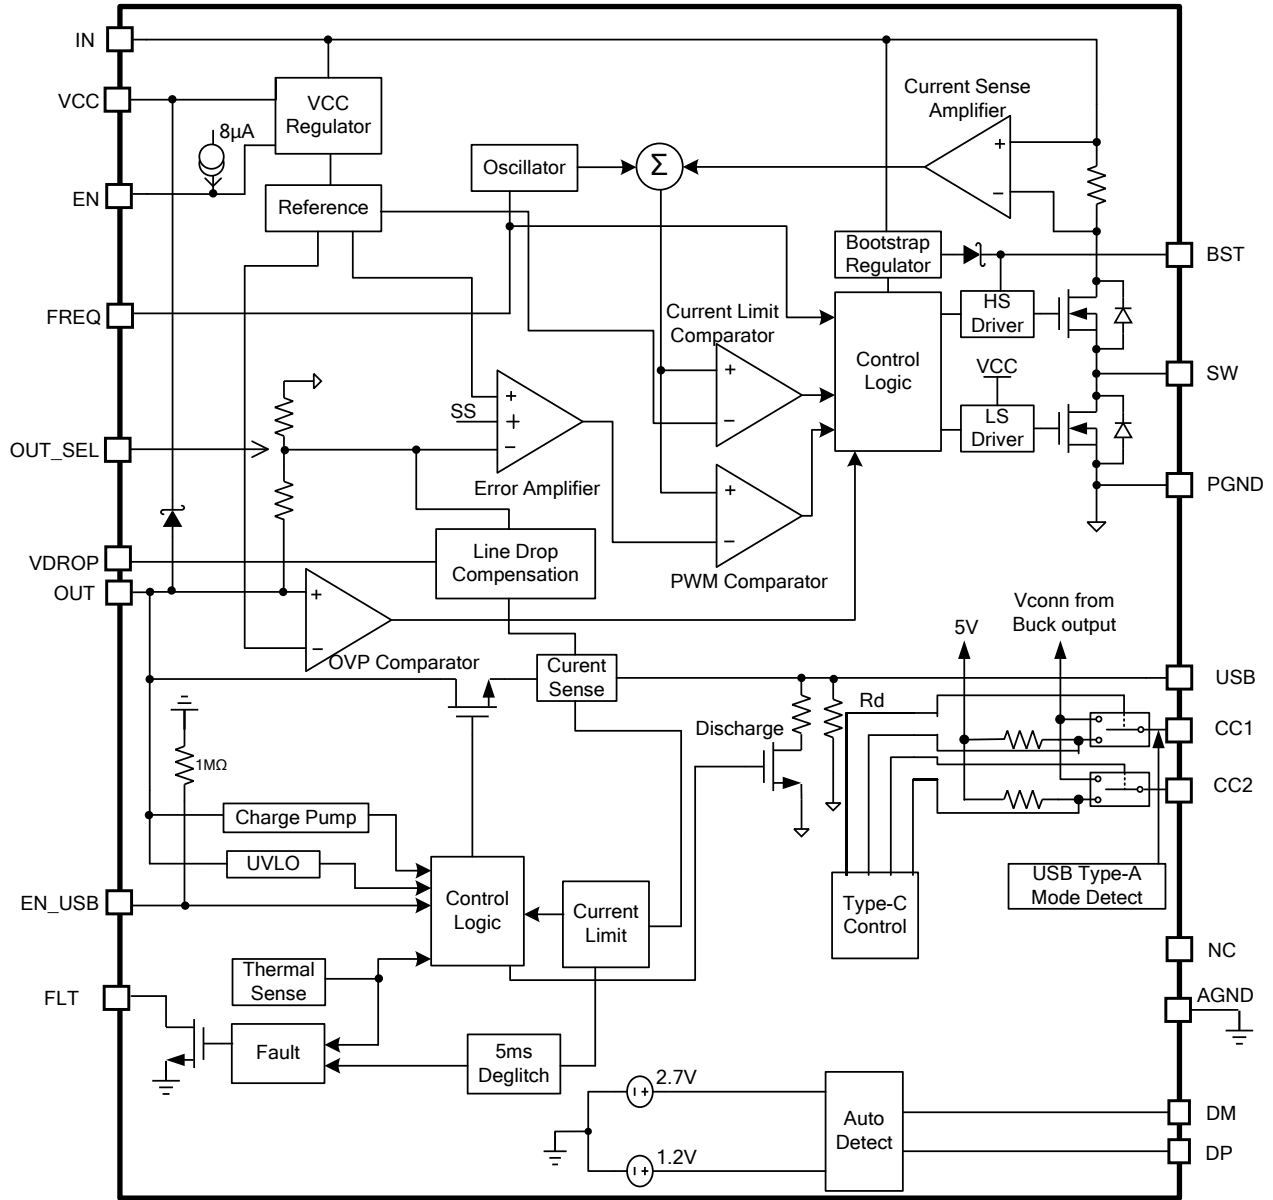 IN
VCC
VCC
Regulator
8µA
Current Sense
Amplifier
+
−
Oscillator
Σ
EN
Reference
Bootstrap
Regulator
BST
FREQ
Current Limit
Comparator
HS
Driver
Control
Logic
VCC
SW
+
−
SS
+
+
−
LS
Driver
OUT_SEL
Error Amplifier
+
−
PGND
PWM Comparator
VDROP
Line Drop
Compensation
OUT
+
−
OVP Comparator
Vconn from
Buck output
5V
Curent
Sense
USB
Rd
Discharge
CC1
1MΩ
CC2
Charge Pump
UVLO
USB Type-A
Mode Detect
EN_USB
Control
Logic
Current
Limit
Type-C
Control
NC
Thermal
Sense
FLT
AGND
Fault
5ms
Deglitch
2.7V
Auto
Detect
DM
1.2V
DP